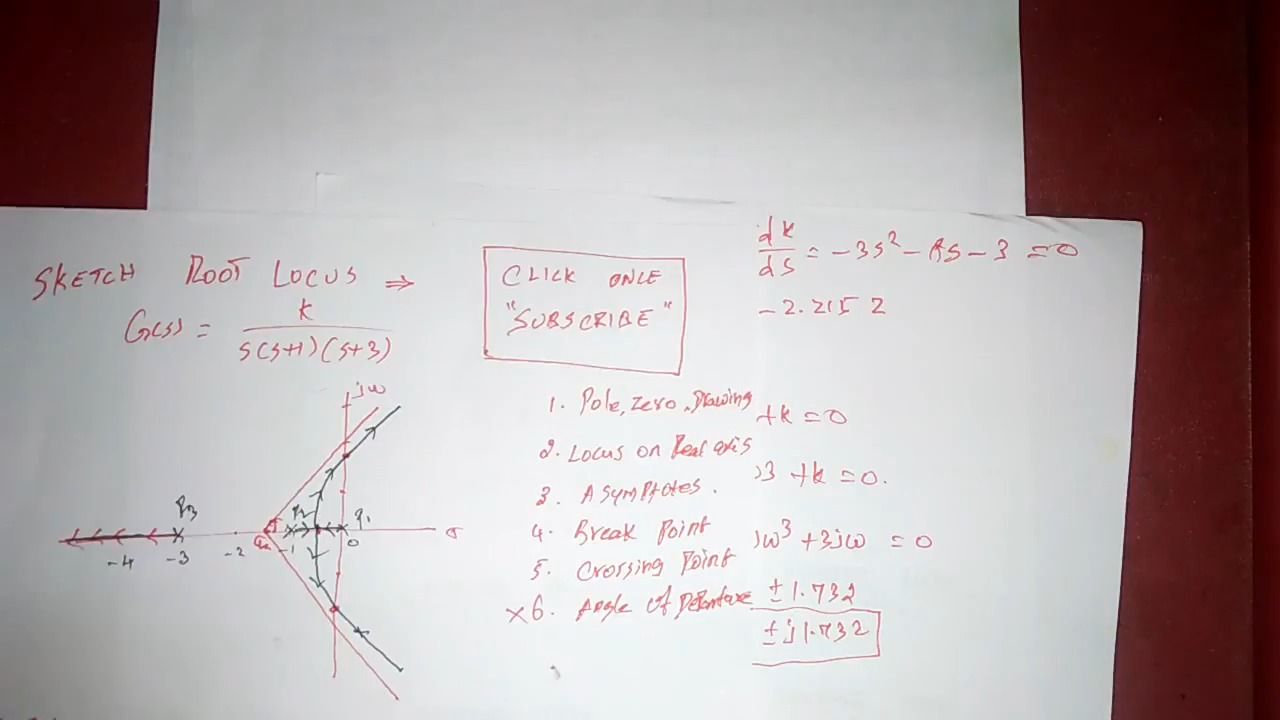 SKETCH ROOT LOCUS ⇒
G(s) = k
s(s+1)(s+3)
CLICK ONCE
"SUBSCRIBE"
dk
ds = -3s² - 8s - 3 = 0
-2.2152
1. Pole, zero, Drawing
2. Locus on Real axis
3. Asymptotes.
4. Break Point
5. Crossing Point
×6. Angle of Departure
+k = 0
)3 +k = 0.
jω³ + 3jω = 0
± 1.732
± j1.732
jω
P3
P2
P1
σ
-4
-3
-2
-1
0